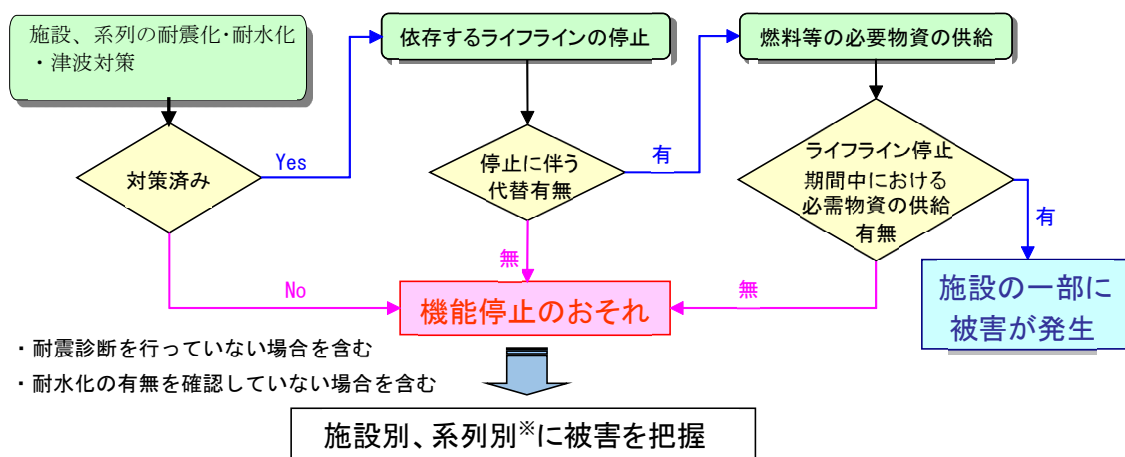 施設、系列の耐震化･耐水化
・津波対策
依存するライフラインの停止
燃料等の必要物資の供給
対策済み
Yes
停止に伴う
代替有無
有
ライフライン停止
期間中における
必需物資の供給
有無
有
No
無
無
機能停止のおそれ
施設の一部に
被害が発生
・耐震診断を行っていない場合を含む
・耐水化の有無を確認していない場合を含む
施設別、系列別※に被害を把握